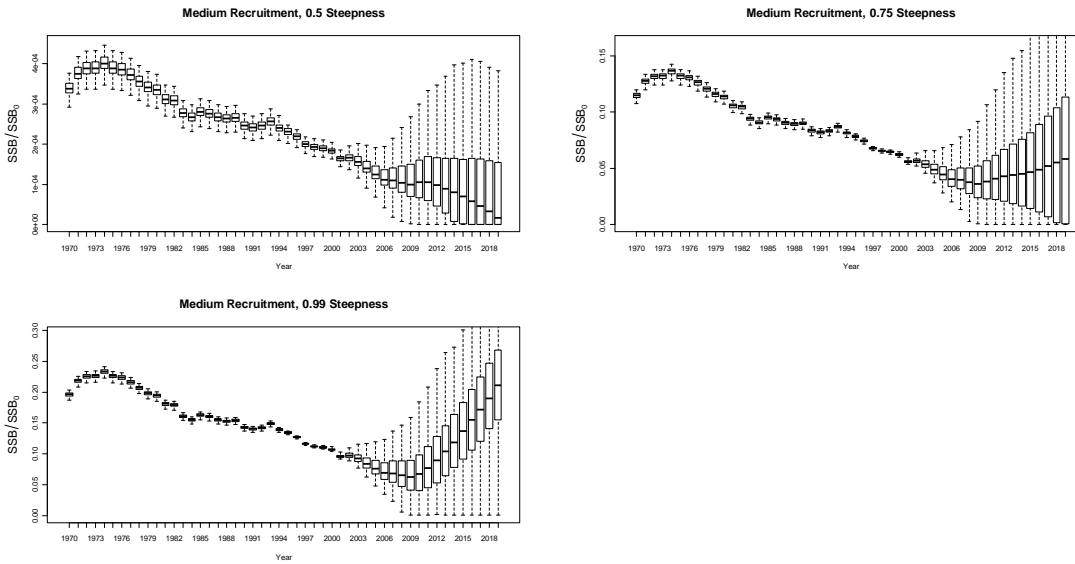 Medium Recruitment, 0.5 Steepness
SSB/SSB0
0e+00 1e-04 2e-04 3e-04 4e-04
1970 1973 1976 1979 1982 1985 1988 1991 1994 1997 2000 2003 2006 2009 2012 2015 2018
Year
Medium Recruitment, 0.75 Steepness
SSB/SSB0
0.00 0.05 0.10 0.15
1970 1973 1976 1979 1982 1985 1988 1991 1994 1997 2000 2003 2006 2009 2012 2015 2018
Year
Medium Recruitment, 0.99 Steepness
SSB/SSB0
0.00 0.05 0.10 0.15 0.20 0.25 0.30
1970 1973 1976 1979 1982 1985 1988 1991 1994 1997 2000 2003 2006 2009 2012 2015 2018
Year